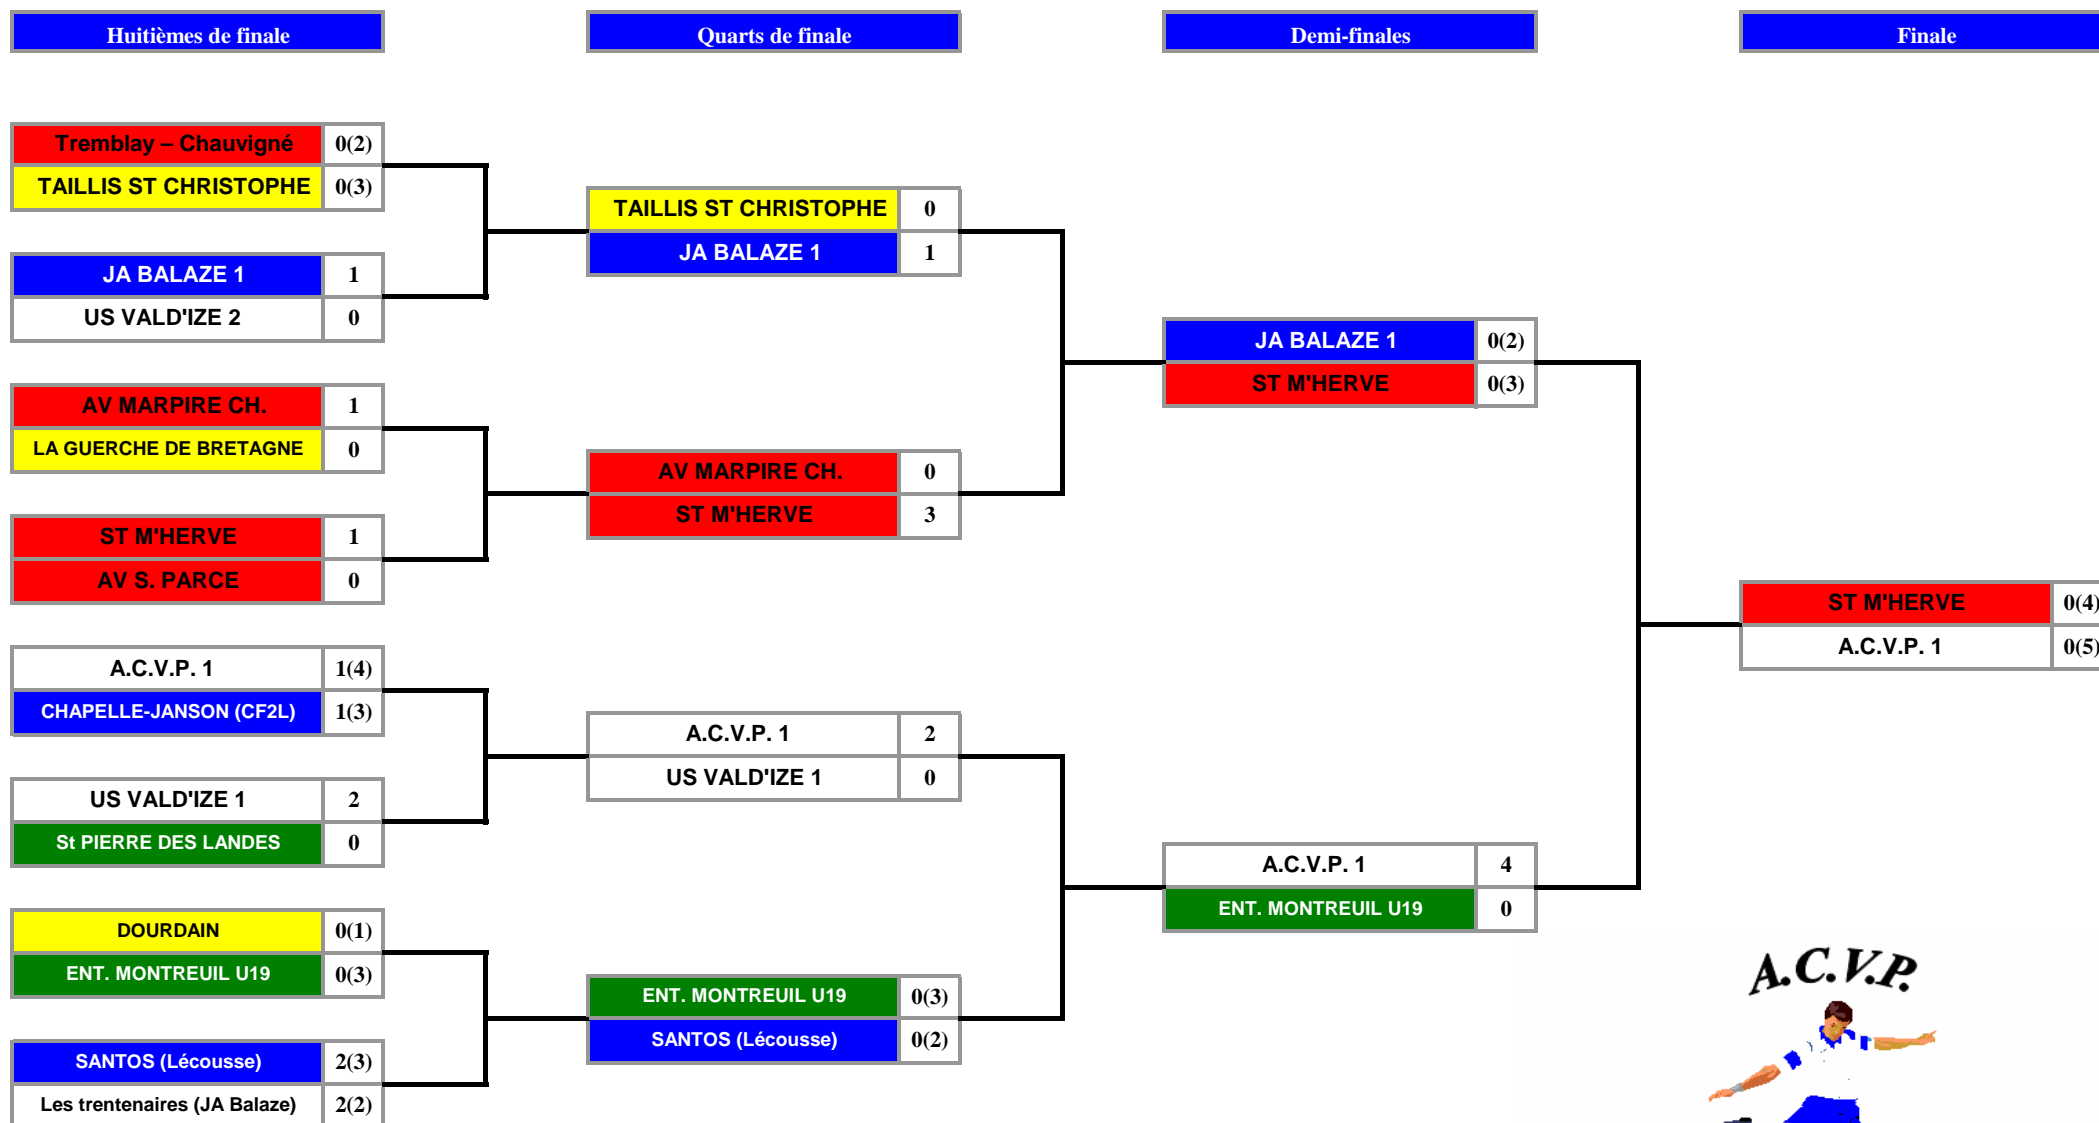 Huitièmes de finale
Quarts de finale
Demi-finales
Finale
Tremblay – Chauvigné 0(2)
TAILLIS ST CHRISTOPHE 0(3)
JA BALAZE 1 1
US VALD'IZE 2 0
AV MARPIRE CH. 1
LA GUERCHE DE BRETAGNE 0
ST M'HERVE 1
AV S. PARCE 0
A.C.V.P. 1 1(4)
CHAPELLE-JANSON (CF2L) 1(3)
US VALD'IZE 1 2
St PIERRE DES LANDES 0
DOURDAIN 0(1)
ENT. MONTREUIL U19 0(3)
SANTOS (Lécousse) 2(3)
Les trentenaires (JA Balaze) 2(2)
TAILLIS ST CHRISTOPHE 0
JA BALAZE 1 1
AV MARPIRE CH. 0
ST M'HERVE 3
A.C.V.P. 1 2
US VALD'IZE 1 0
ENT. MONTREUIL U19 0(3)
SANTOS (Lécousse) 0(2)
JA BALAZE 1 0(2)
ST M'HERVE 0(3)
A.C.V.P. 1 4
ENT. MONTREUIL U19 0
ST M'HERVE 0(4)
A.C.V.P. 1 0(5)
A.C.V.P.